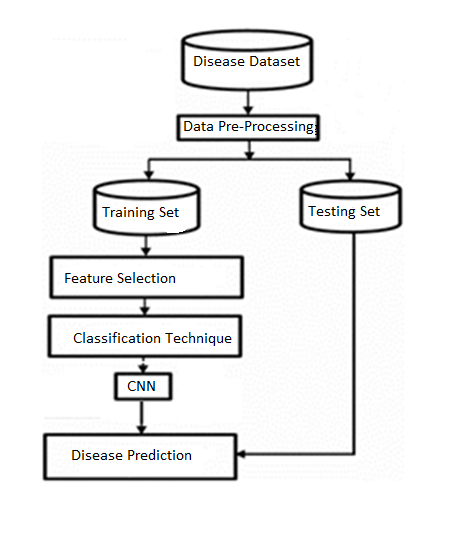 Disease Dataset
Data Pre-Processing;
Training Set
Testing Set
Feature Selection
Classification Technique
CNN
Disease Prediction